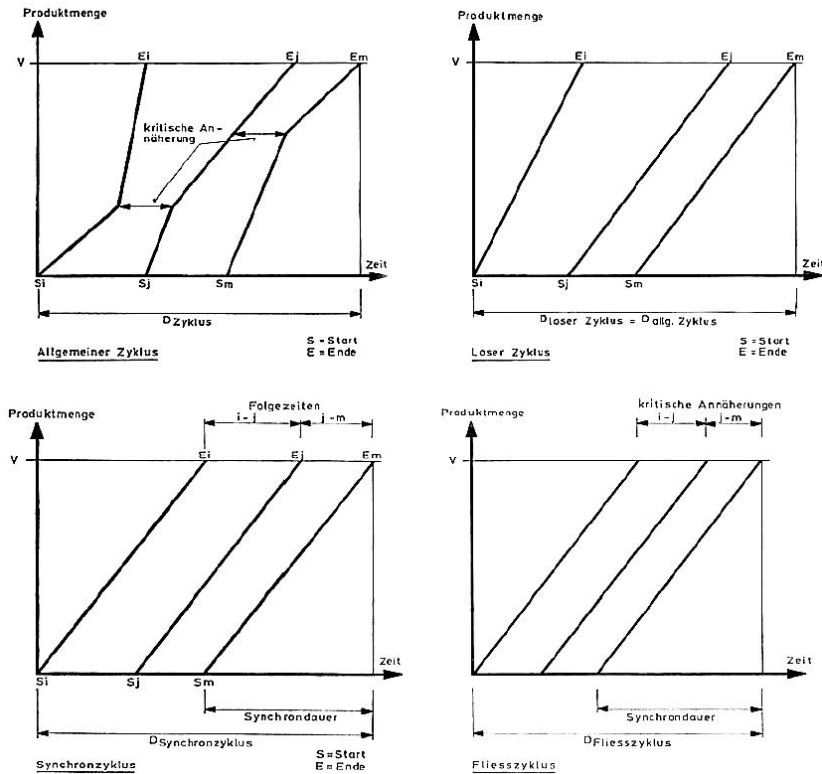 Produktmenge
V
Ei
Ej
Em
kritische An-
näherung
Zeit
Si
Sj
Sm
DZyklus
S = Start
E = Ende
Allgemeiner Zyklus
Produktmenge
V
Ei
Ej
Em
Zeit
Si
Sj
Sm
Dloser Zyklus = Dallg. Zyklus
S = Start
E = Ende
Loser Zyklus
Produktmenge
Folgezeiten
i-j
j-m
V
Ei
Ej
Em
Zeit
Si
Sj
Sm
Synchrondauer
DSynchronzyklus
S = Start
E = Ende
Synchronzyklus
Produktmenge
kritische Annäherungen
i-j
j-m
V
Zeit
Synchrondauer
DFliesszyklus
Fliesszyklus